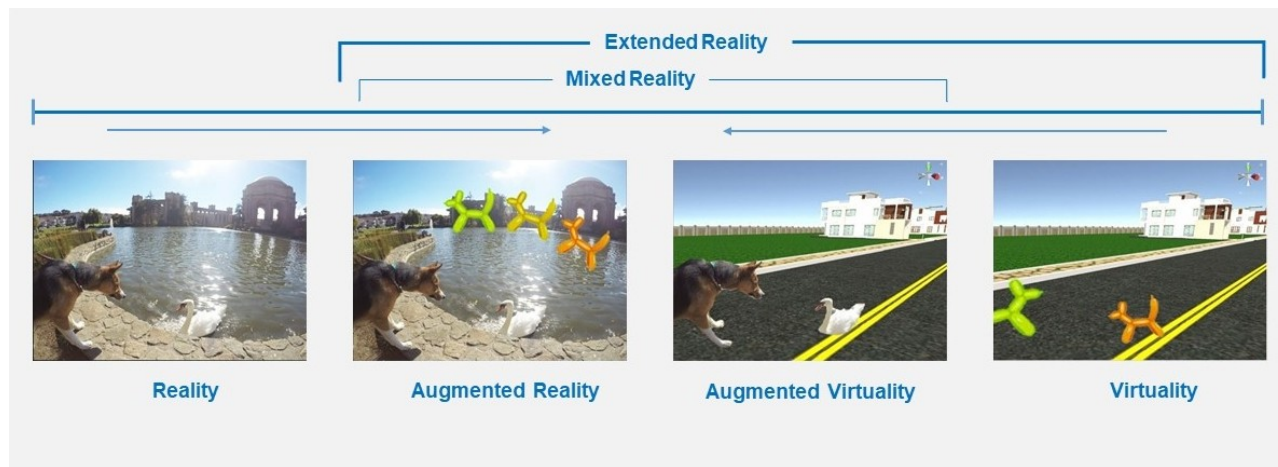 Extended Reality
Mixed Reality
Reality
Augmented Reality
Augmented Virtuality
Virtuality